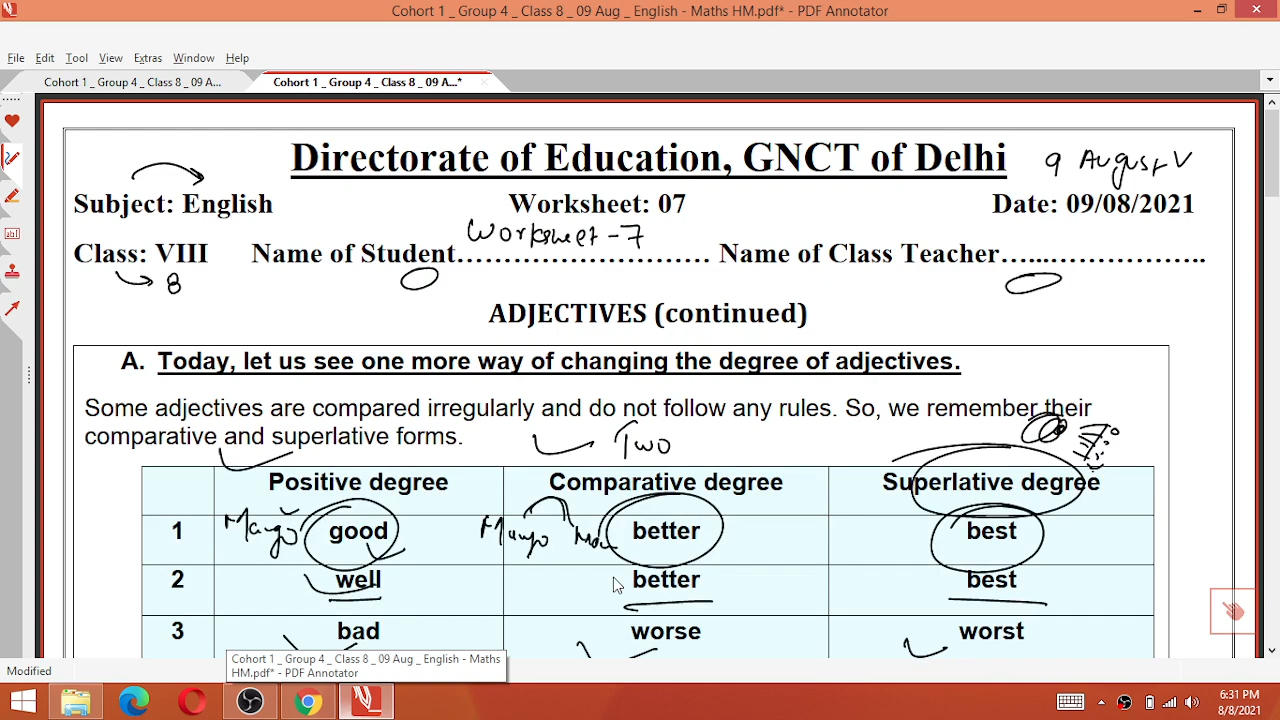 Cohort 1 _ Group 4 _ Class 8 _ 09 Aug _ English - Maths HM.pdf* - PDF Annotator
File Edit Tool View Extras Window Help
Cohort 1 _ Group 4 _ Class 8 _ 09 A... Cohort 1 _ Group 4 _ Class 8 _ 09 A...*
Directorate of Education, GNCT of Delhi 9 August
Subject: English Worksheet: 07 Date: 09/08/2021
Worksheet-7
Class: VIII Name of Student............................ Name of Class Teacher......................
8
ADJECTIVES (continued)
A. Today, let us see one more way of changing the degree of adjectives.
Some adjectives are compared irregularly and do not follow any rules. So, we remember their
comparative and superlative forms. Two
Positive degree Comparative degree Superlative degree
1 Mango good Mango better best
2 well better best
3 bad worse worst
Cohort 1 _ Group 4 _ Class 8 _ 09 Aug _ English - Maths
HM.pdf* - PDF Annotator
Modified
6:31 PM
8/8/2021